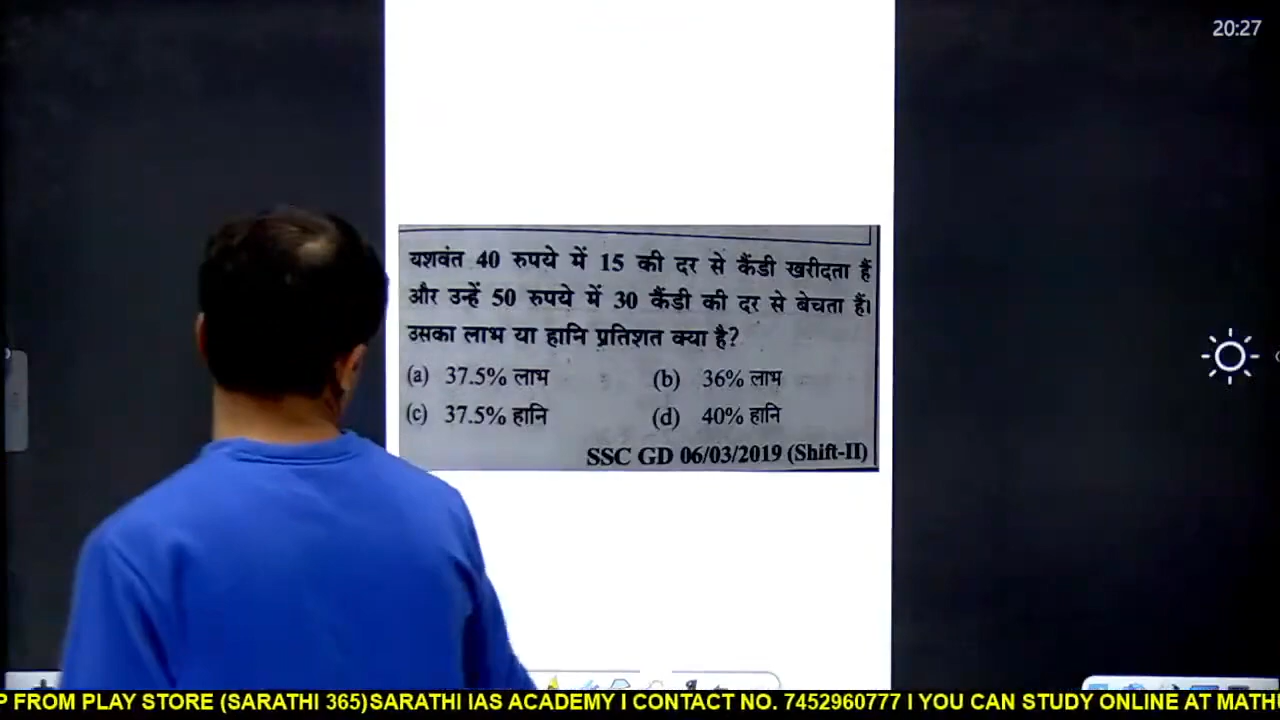 20:27
यशवंत 40 रुपये में 15 की दर से कैंडी खरीदता हैं
और उन्हें 50 रुपये में 30 कैंडी की दर से बेचता हैं।
उसका लाभ या हानि प्रतिशत क्या है?
(a) 37.5% लाभ (b) 36% लाभ
(c) 37.5% हानि (d) 40% हानि
SSC GD 06/03/2019 (Shift-II)
P FROM PLAY STORE (SARATHI 365)SARATHI IAS ACADEMY I CONTACT NO. 7452960777 I YOU CAN STUDY ONLINE AT MATH